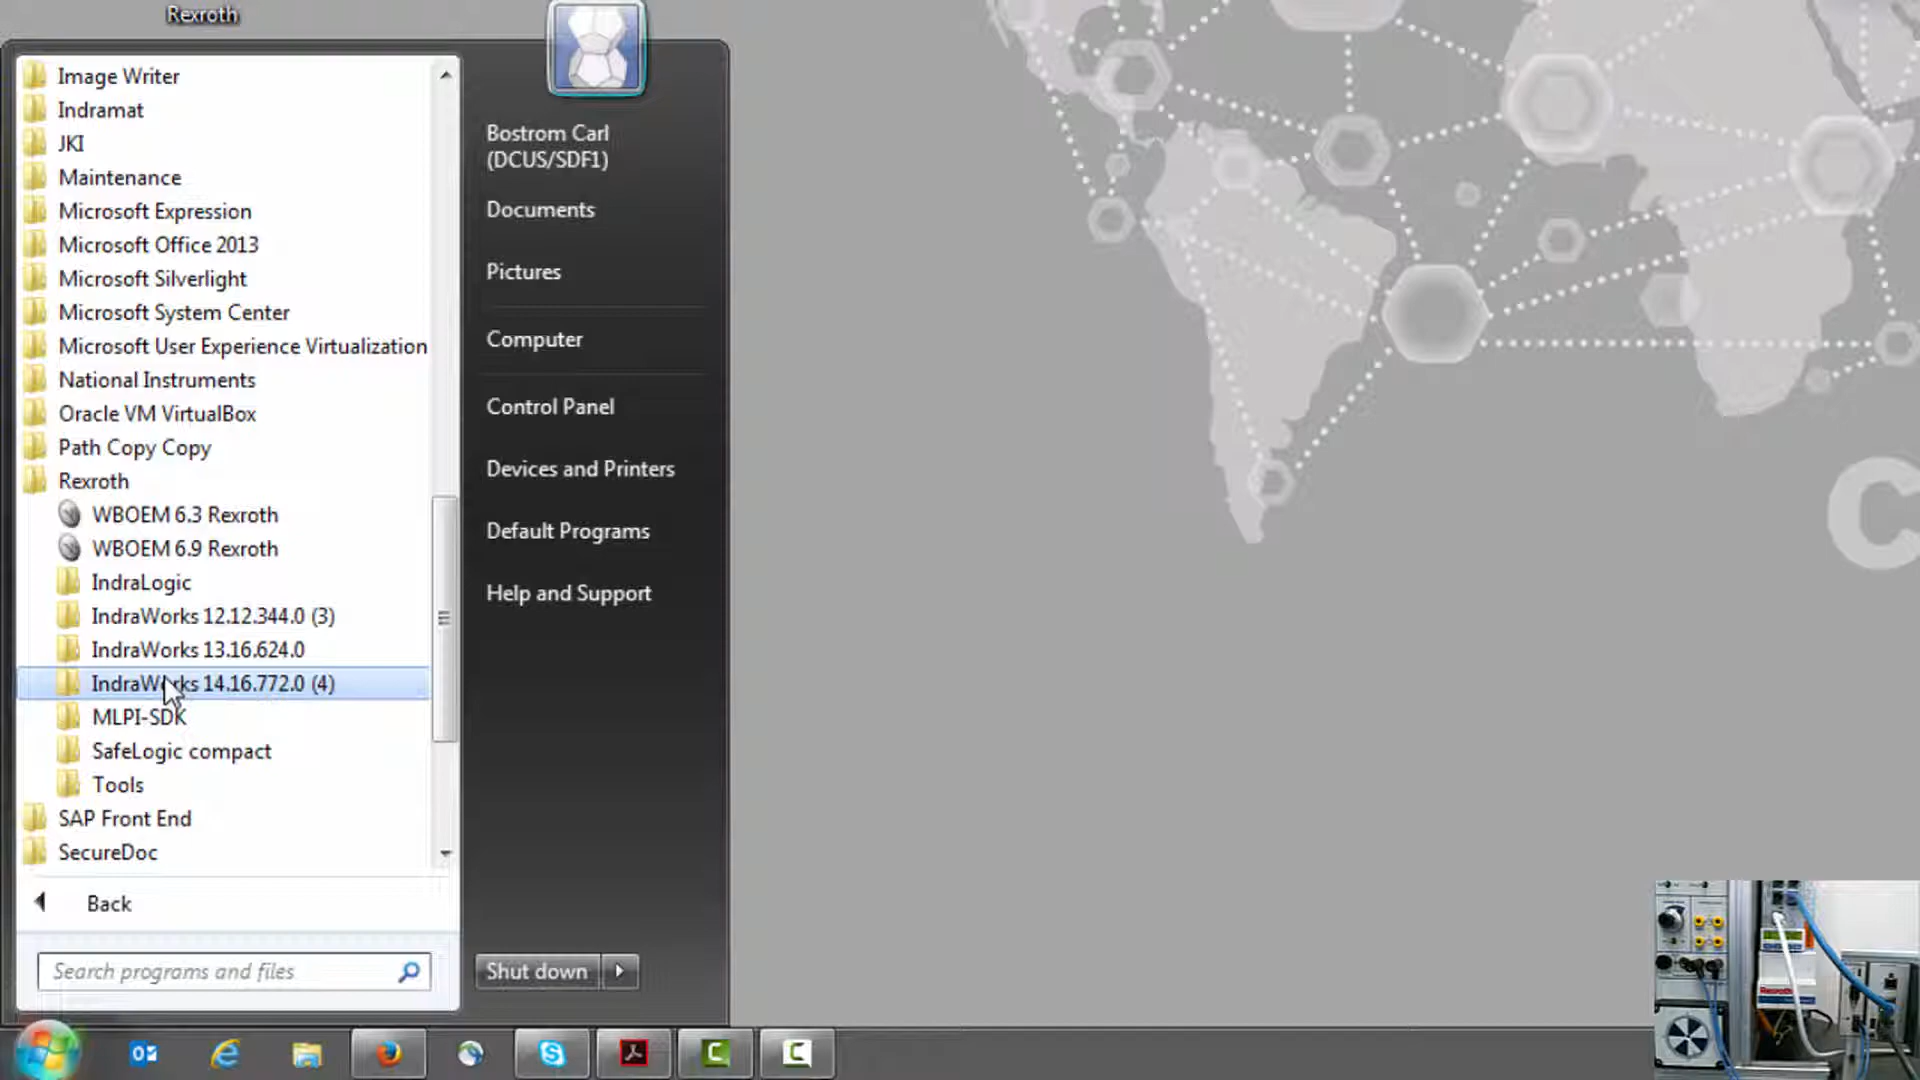 Rexroth
Image Writer
Indramat
JKI
Maintenance
Microsoft Expression
Microsoft Office 2013
Microsoft Silverlight
Microsoft System Center
Microsoft User Experience Virtualization
National Instruments
Oracle VM VirtualBox
Path Copy Copy
Rexroth
WBOEM 6.3 Rexroth
WBOEM 6.9 Rexroth
IndraLogic
IndraWorks 12.12.344.0 (3)
IndraWorks 13.16.624.0
IndraWorks 14.16.772.0 (4)
MLPI-SDK
SafeLogic compact
Tools
SAP Front End
SecureDoc
Back
Search programs and files
Bostrom Carl
(DCUS/SDF1)
Documents
Pictures
Computer
Control Panel
Devices and Printers
Default Programs
Help and Support
Shut down
C
Rexroth